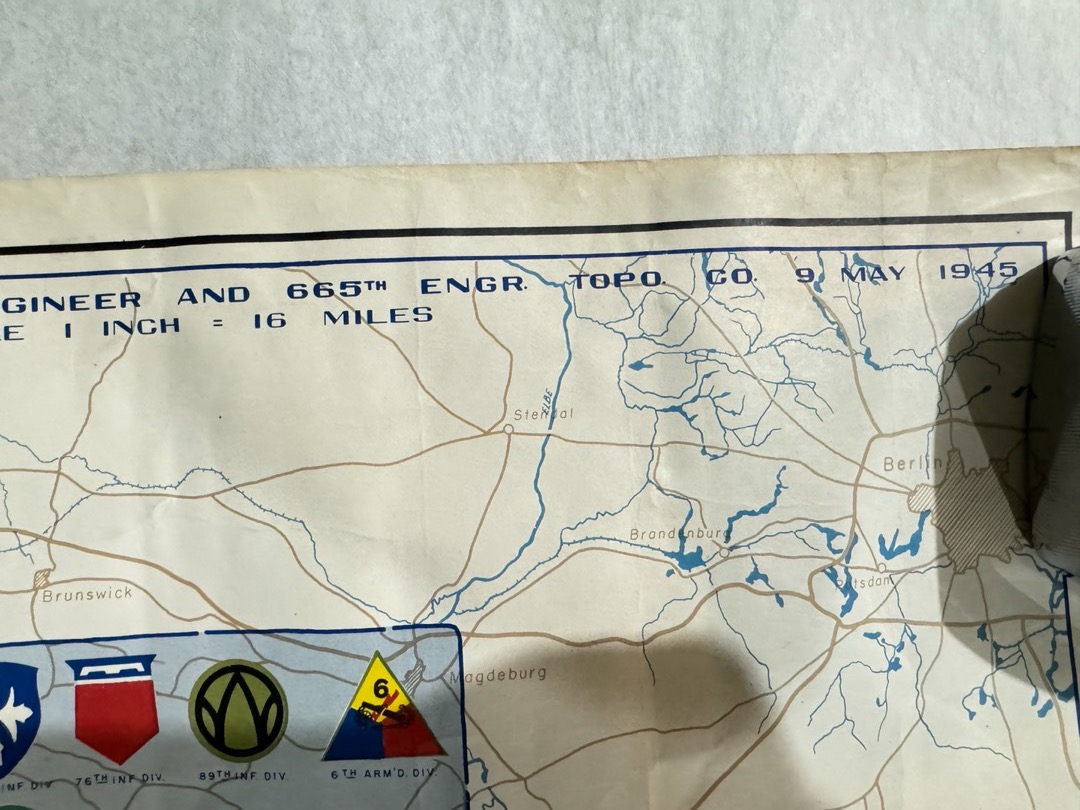 GINEER AND 665TH ENGR. TOPO. CO. 9 MAY 1945
E 1 INCH = 16 MILES
ELBE
Stendal
Berlin
Brandenburg
Brunswick
Magdeburg
6
INF. DIV. 76TH INF. DIV. 89TH INF. DIV. 6TH ARM'D. DIV.